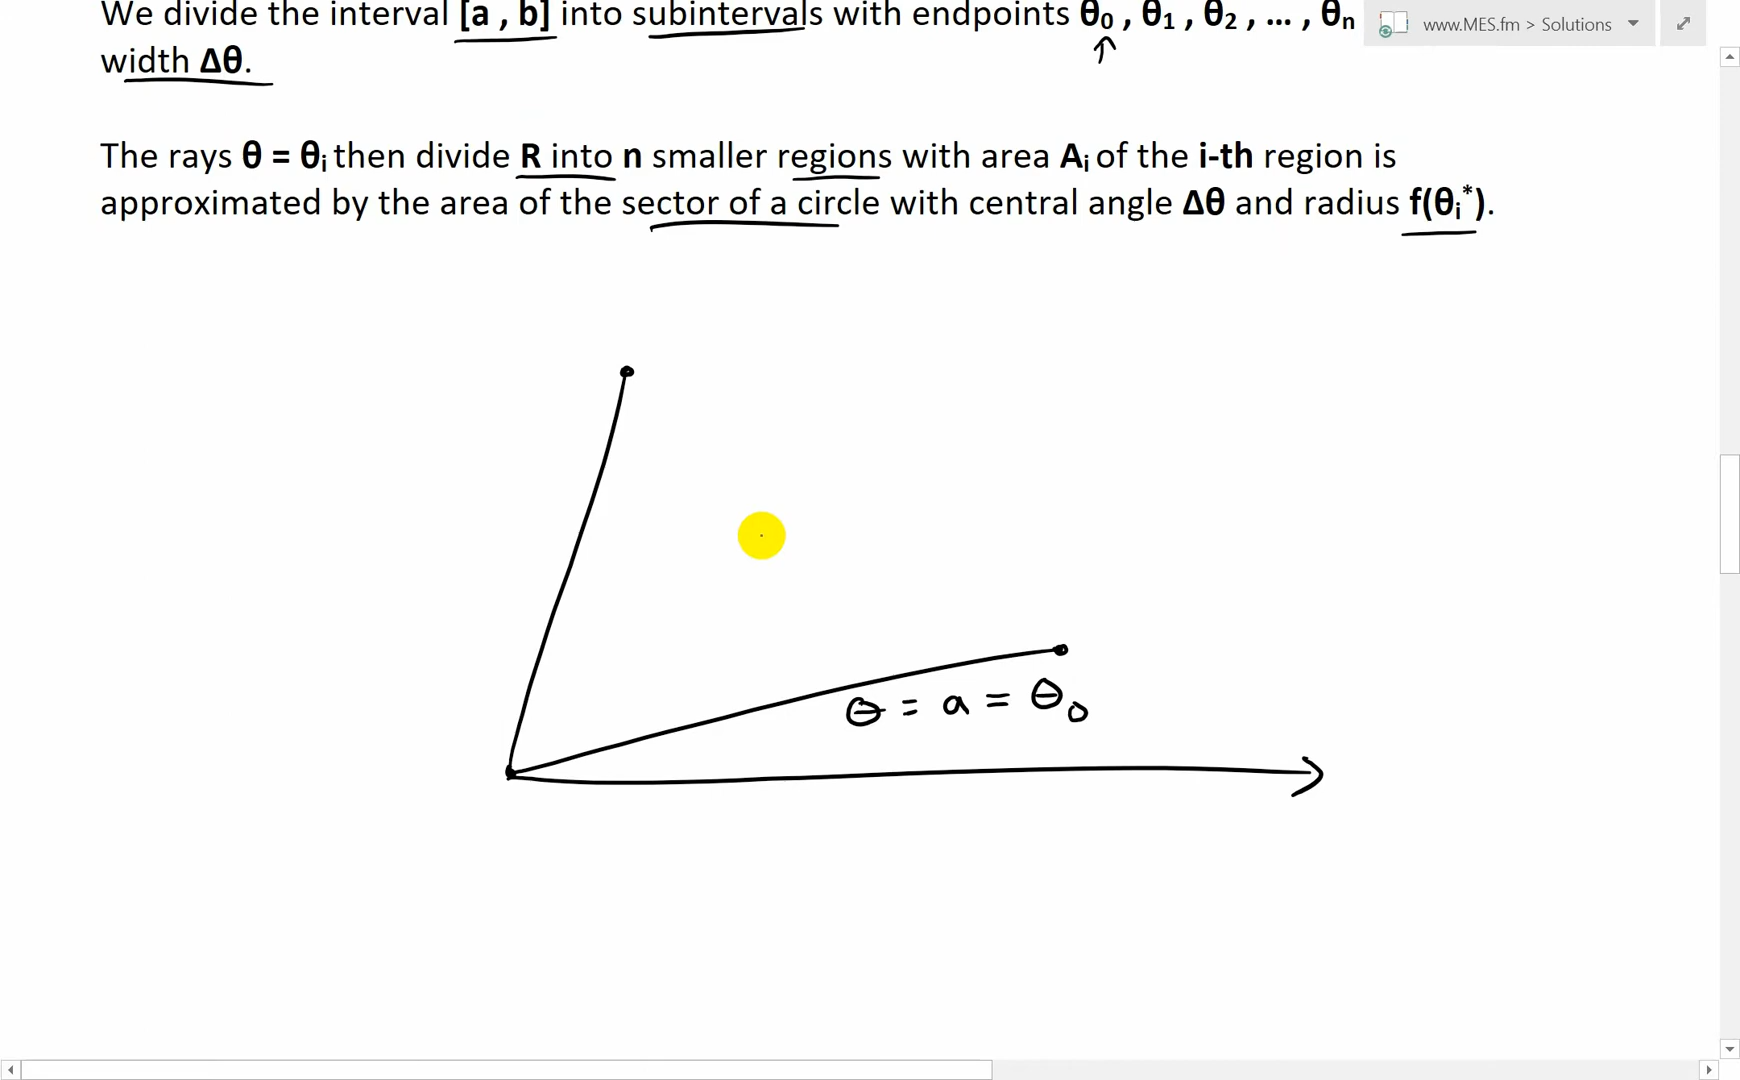 We divide the interval [a , b] into subintervals with endpoints θ₀ , θ₁ , θ₂ , ... , θₙ
www.MES.fm > Solutions
width Δθ.
The rays θ = θᵢ then divide R into n smaller regions with area Aᵢ of the i-th region is
approximated by the area of the sector of a circle with central angle Δθ and radius f(θᵢ*).
θ = a = θ₀